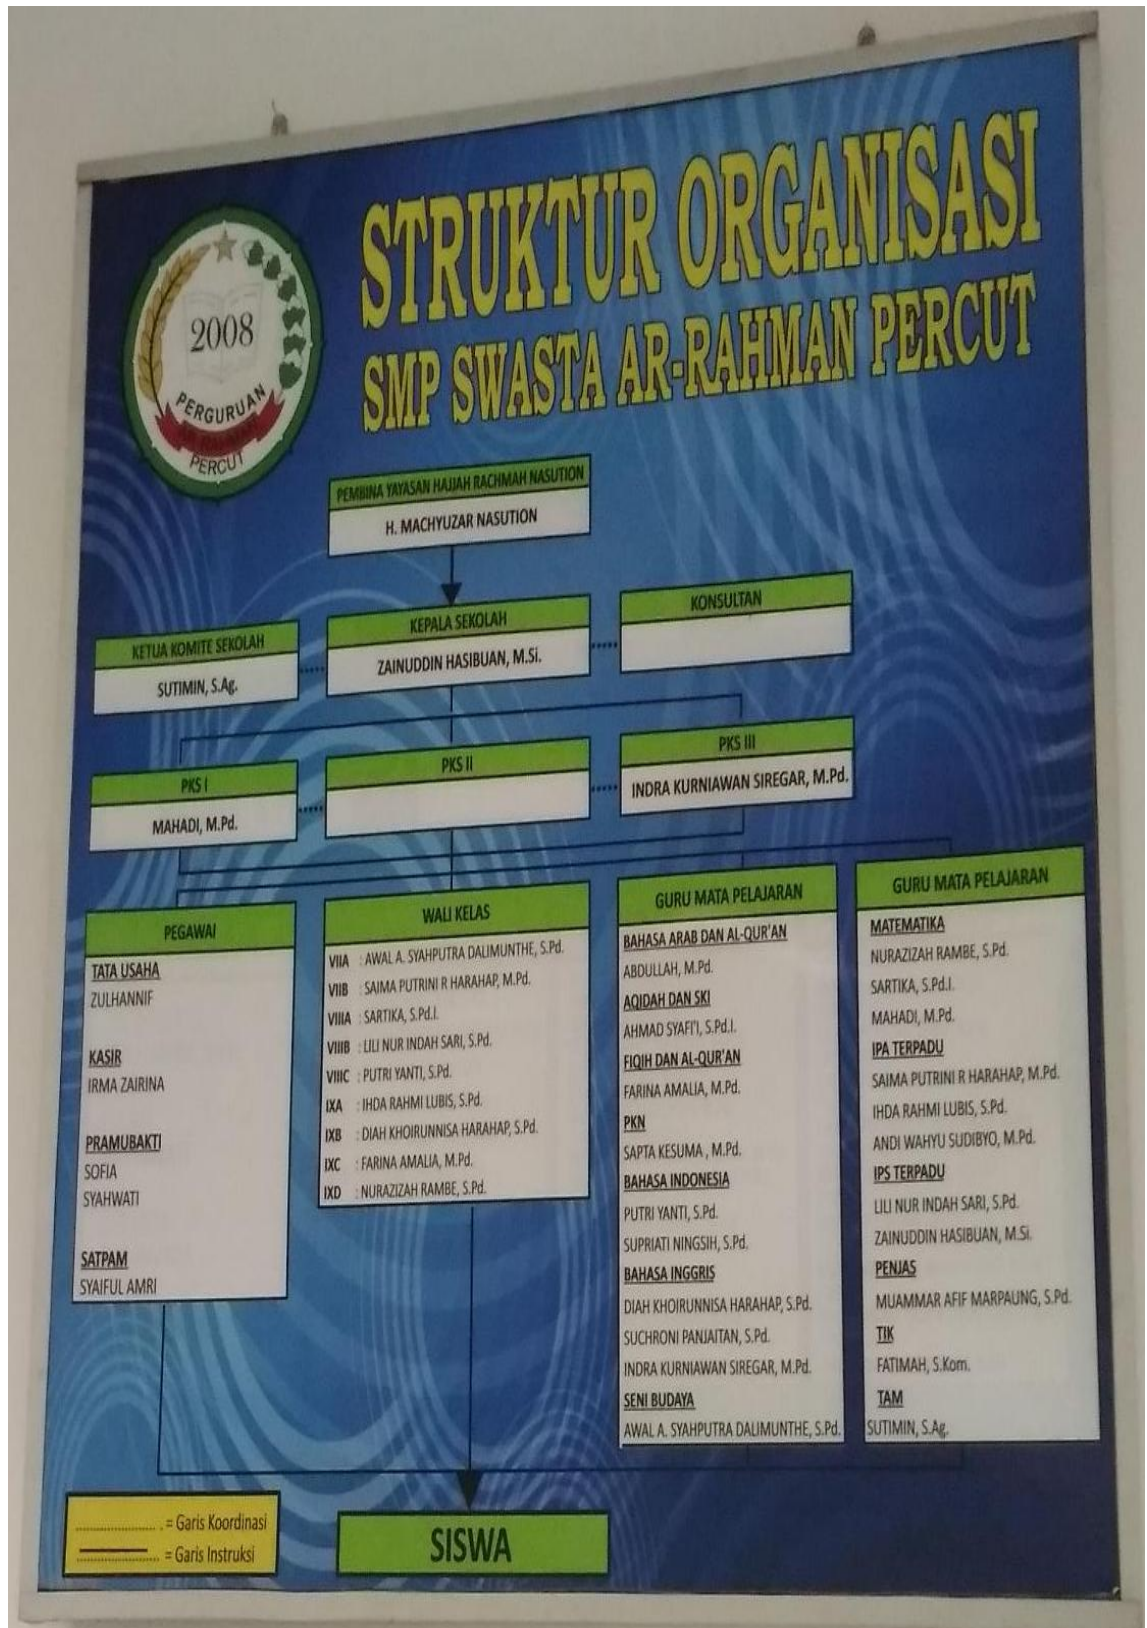 STRUKTUR ORGANISASI
SMP SWASTA AR-RAHMAN PERCUT
2008
PERGURUAN
AR-RAHMAN
PERCUT
PEMBINA YAYASAN HAJJAH RACHMAH NASUTION
H. MACHYUZAR NASUTION
KETUA KOMITE SEKOLAH
SUTIMIN, S.Ag.
KEPALA SEKOLAH
ZAINUDDIN HASIBUAN, M.Si.
KONSULTAN
PKS I
MAHADI, M.Pd.
PKS II
PKS III
INDRA KURNIAWAN SIREGAR, M.Pd.
PEGAWAI
TATA USAHA
ZULHANNIF
KASIR
IRMA ZAIRINA
PRAMUBAKTI
SOFIA
SYAHWATI
SATPAM
SYAIFUL AMRI
WALI KELAS
VIIA : AWAL A. SYAHPUTRA DALIMUNTHE, S.Pd.
VIIB : SAIMA PUTRINI R HARAHAP, M.Pd.
VIIIA : SARTIKA, S.Pd.I.
VIIIB : LILI NUR INDAH SARI, S.Pd.
VIIIC : PUTRI YANTI, S.Pd.
IXA : IHDA RAHMI LUBIS, S.Pd.
IXB : DIAH KHOIRUNNISA HARAHAP, S.Pd.
IXC : FARINA AMALIA, M.Pd.
IXD : NURAZIZAH RAMBE, S.Pd.
GURU MATA PELAJARAN
BAHASA ARAB DAN AL-QUR'AN
ABDULLAH, M.Pd.
AQIDAH DAN SKI
AHMAD SYAFI'I, S.Pd.I.
FIQIH DAN AL-QUR'AN
FARINA AMALIA, M.Pd.
PKN
SAPTA KESUMA , M.Pd.
BAHASA INDONESIA
PUTRI YANTI, S.Pd.
SUPRIATI NINGSIH, S.Pd.
BAHASA INGGRIS
DIAH KHOIRUNNISA HARAHAP, S.Pd.
SUCHRONI PANJAITAN, S.Pd.
INDRA KURNIAWAN SIREGAR, M.Pd.
SENI BUDAYA
AWAL A. SYAHPUTRA DALIMUNTHE, S.Pd.
GURU MATA PELAJARAN
MATEMATIKA
NURAZIZAH RAMBE, S.Pd.
SARTIKA, S.Pd.I.
MAHADI, M.Pd.
IPA TERPADU
SAIMA PUTRINI R HARAHAP, M.Pd.
IHDA RAHMI LUBIS, S.Pd.
ANDI WAHYU SUDIBYO, M.Pd.
IPS TERPADU
LILI NUR INDAH SARI, S.Pd.
ZAINUDDIN HASIBUAN, M.Si.
PENJAS
MUAMMAR AFIF MARPAUNG, S.Pd.
TIK
FATIMAH, S.Kom.
TAM
SUTIMIN, S.Ag.
.................... . = Garis Koordinasi
.................... = Garis Instruksi
SISWA